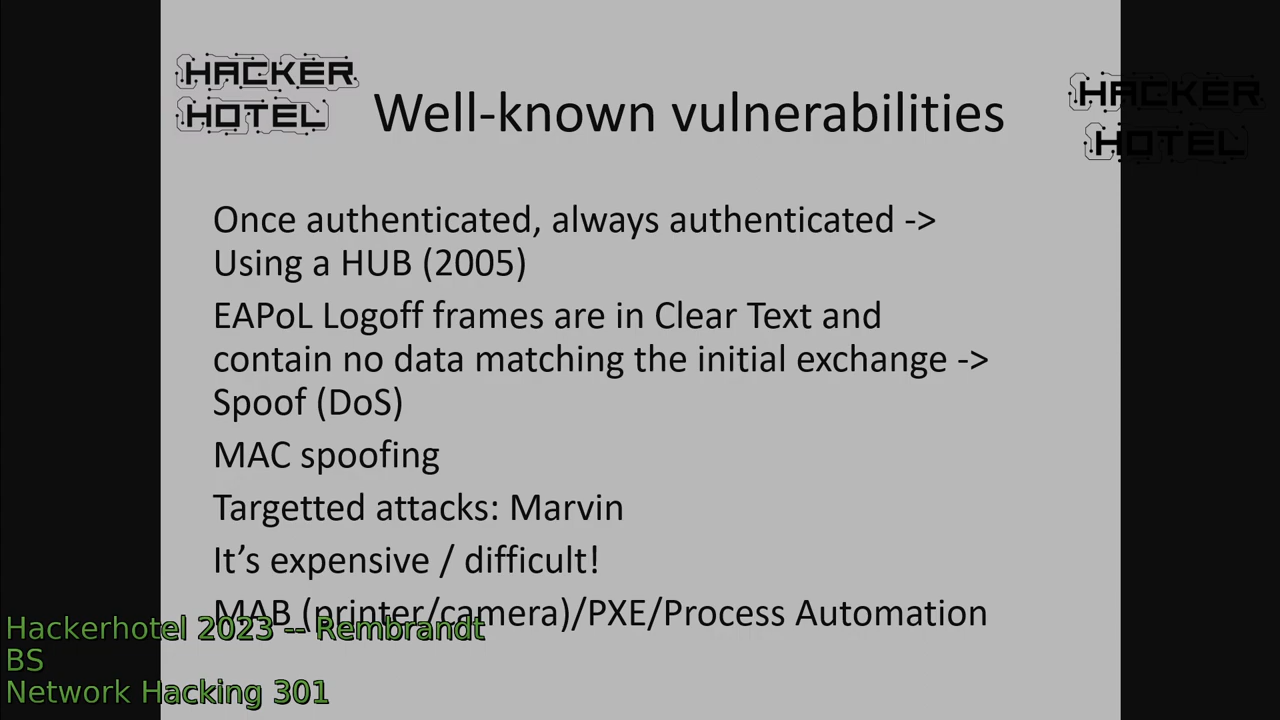 HACKER
HOTEL
Well-known vulnerabilities
HACKER
HOTEL
Once authenticated, always authenticated ->
Using a HUB (2005)
EAPoL Logoff frames are in Clear Text and
contain no data matching the initial exchange ->
Spoof (DoS)
MAC spoofing
Targetted attacks: Marvin
It’s expensive / difficult!
MAB (printer/camera)/PXE/Process Automation
Hackerhotel 2023 -- Rembrandt
BS
Network Hacking 301